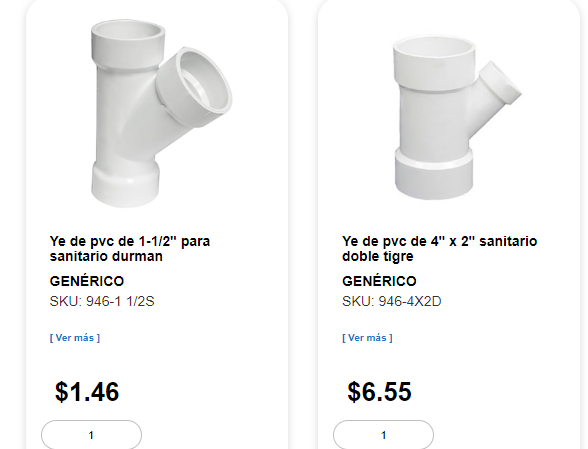 Ye de pvc de 1-1/2" para
sanitario durman
GENÉRICO
SKU: 946-1 1/2S
[ Ver más ]
$1.46
1
Ye de pvc de 4" x 2" sanitario
doble tigre
GENÉRICO
SKU: 946-4X2D
[ Ver más ]
$6.55
1